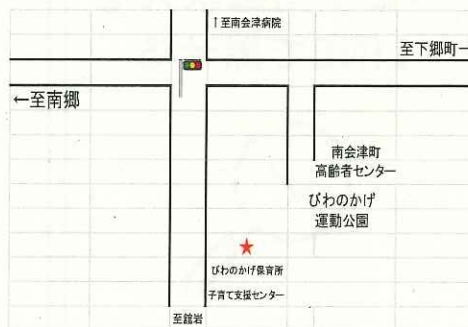 ↑至南会津病院
至下郷町→
←至南郷
南会津町
高齢者センター
びわのかげ
運動公園
びわのかげ保育所
子育て支援センター
至舘岩